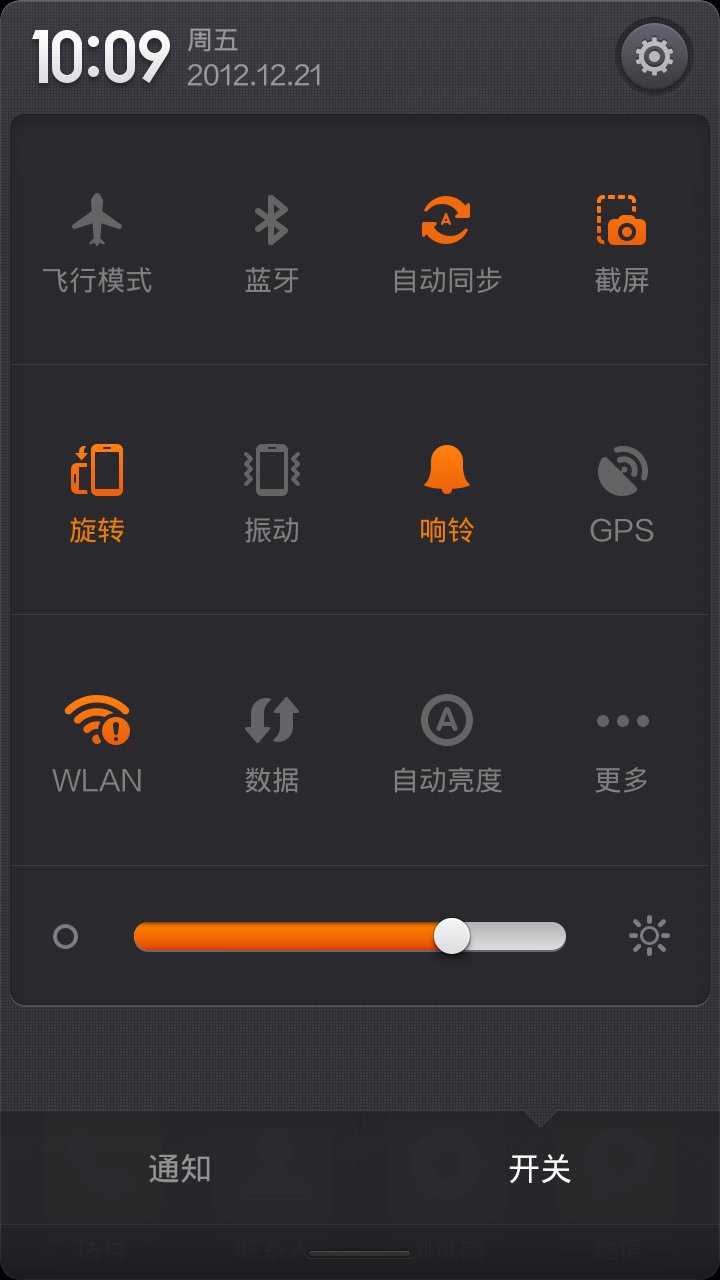 10:09
周五
2012.12.21
飞行模式 蓝牙 自动同步 截屏
旋转 振动 响铃 GPS
WLAN 数据 自动亮度 更多
通知 开关
拨号 联系人 浏览器 短信